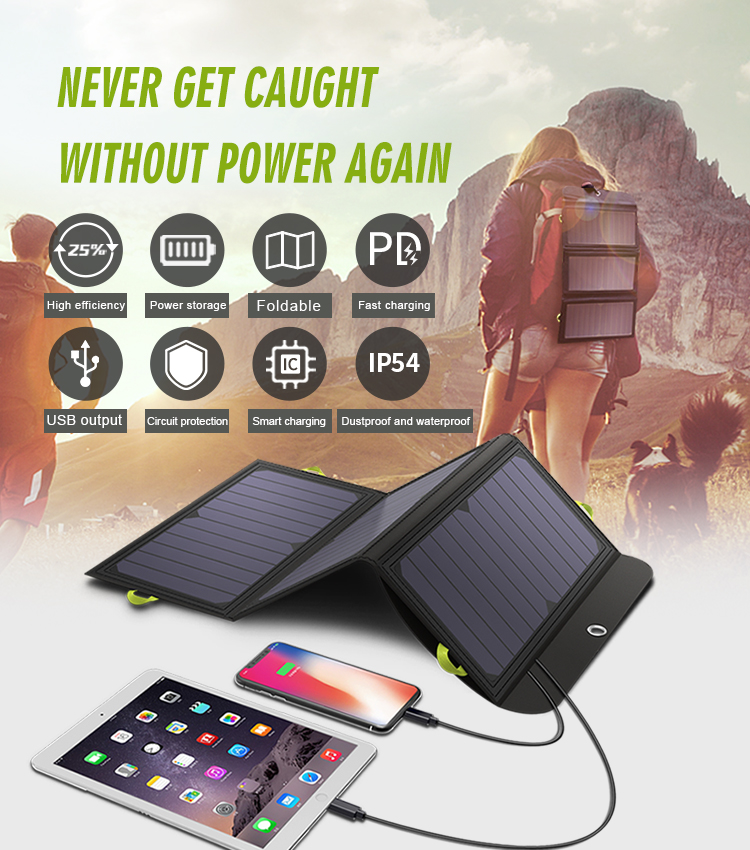 NEVER GET CAUGHT
WITHOUT POWER AGAIN
25%
PD
High efficiency
Power storage
Foldable
Fast charging
IC
IP54
USB output
Circuit protection
Smart charging
Dustproof and waterproof